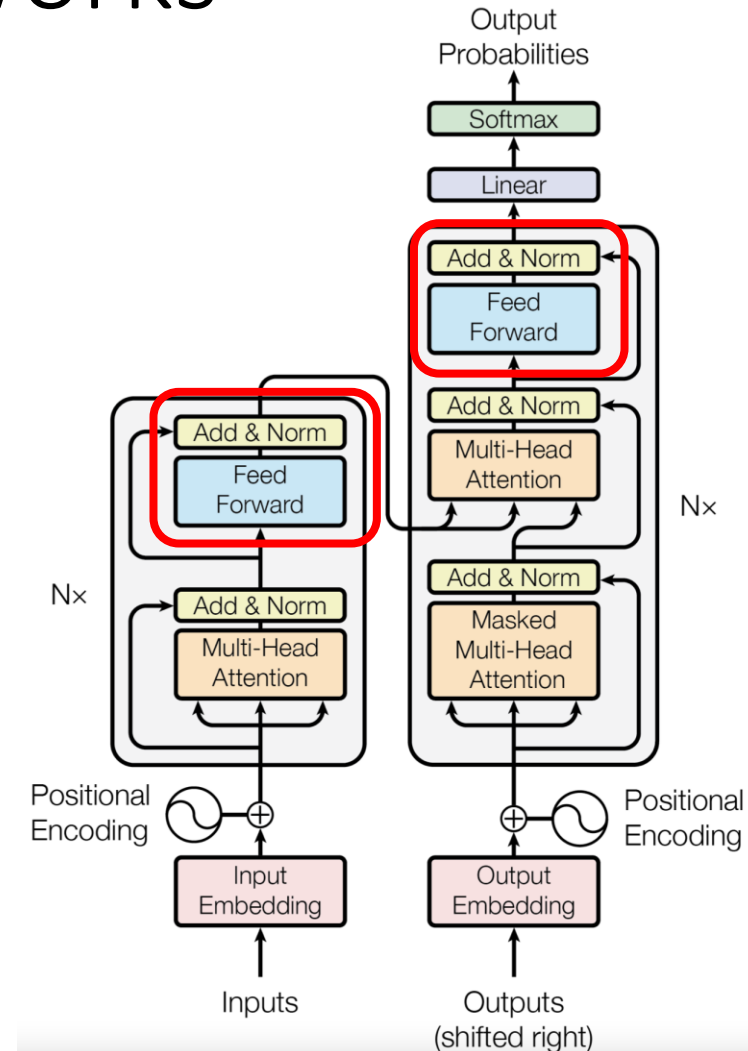 Output
Probabilities
Softmax
Linear
Add & Norm
Feed
Forward
Add & Norm
Multi-Head
Attention
Nx
Add & Norm
Masked
Multi-Head
Attention
Add & Norm
Feed
Forward
Nx
Add & Norm
Multi-Head
Attention
Positional
Encoding
Positional
Encoding
Input
Embedding
Output
Embedding
Inputs
Outputs
(shifted right)